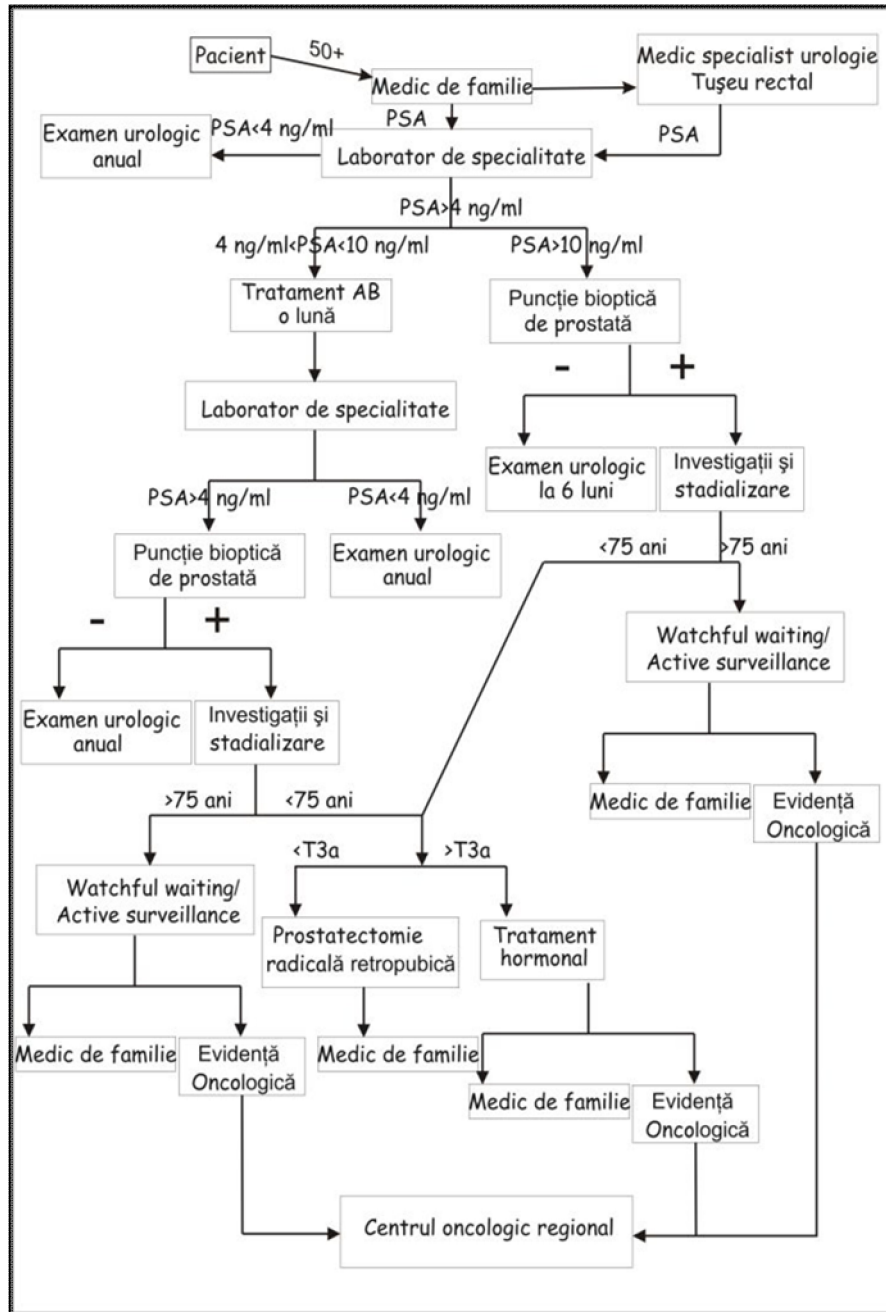 50+
Pacient
Medic specialist urologie
Tuşeu rectal
Medic de familie
PSA
PSA<4 ng/ml
PSA
Examen urologic
anual
Laborator de specialitate
PSA>4 ng/ml
4 ng/ml<PSA<10 ng/ml
PSA>10 ng/ml
Tratament AB
o lună
Puncție bioptică
de prostată
-
+
Laborator de specialitate
Examen urologic
la 6 luni
Investigații şi
stadializare
PSA>4 ng/ml
PSA<4 ng/ml
<75 ani
>75 ani
Puncție bioptică
de prostată
Examen urologic
anual
-
+
Watchful waiting/
Active surveillance
Examen urologic
anual
Investigații şi
stadializare
>75 ani
<75 ani
Medic de familie
Evidență
Oncologică
<T3a
>T3a
Watchful waiting/
Active surveillance
Prostatectomie
radicală retropubică
Tratament
hormonal
Medic de familie
Evidență
Oncologică
Medic de familie
Medic de familie
Evidență
Oncologică
Centrul oncologic regional